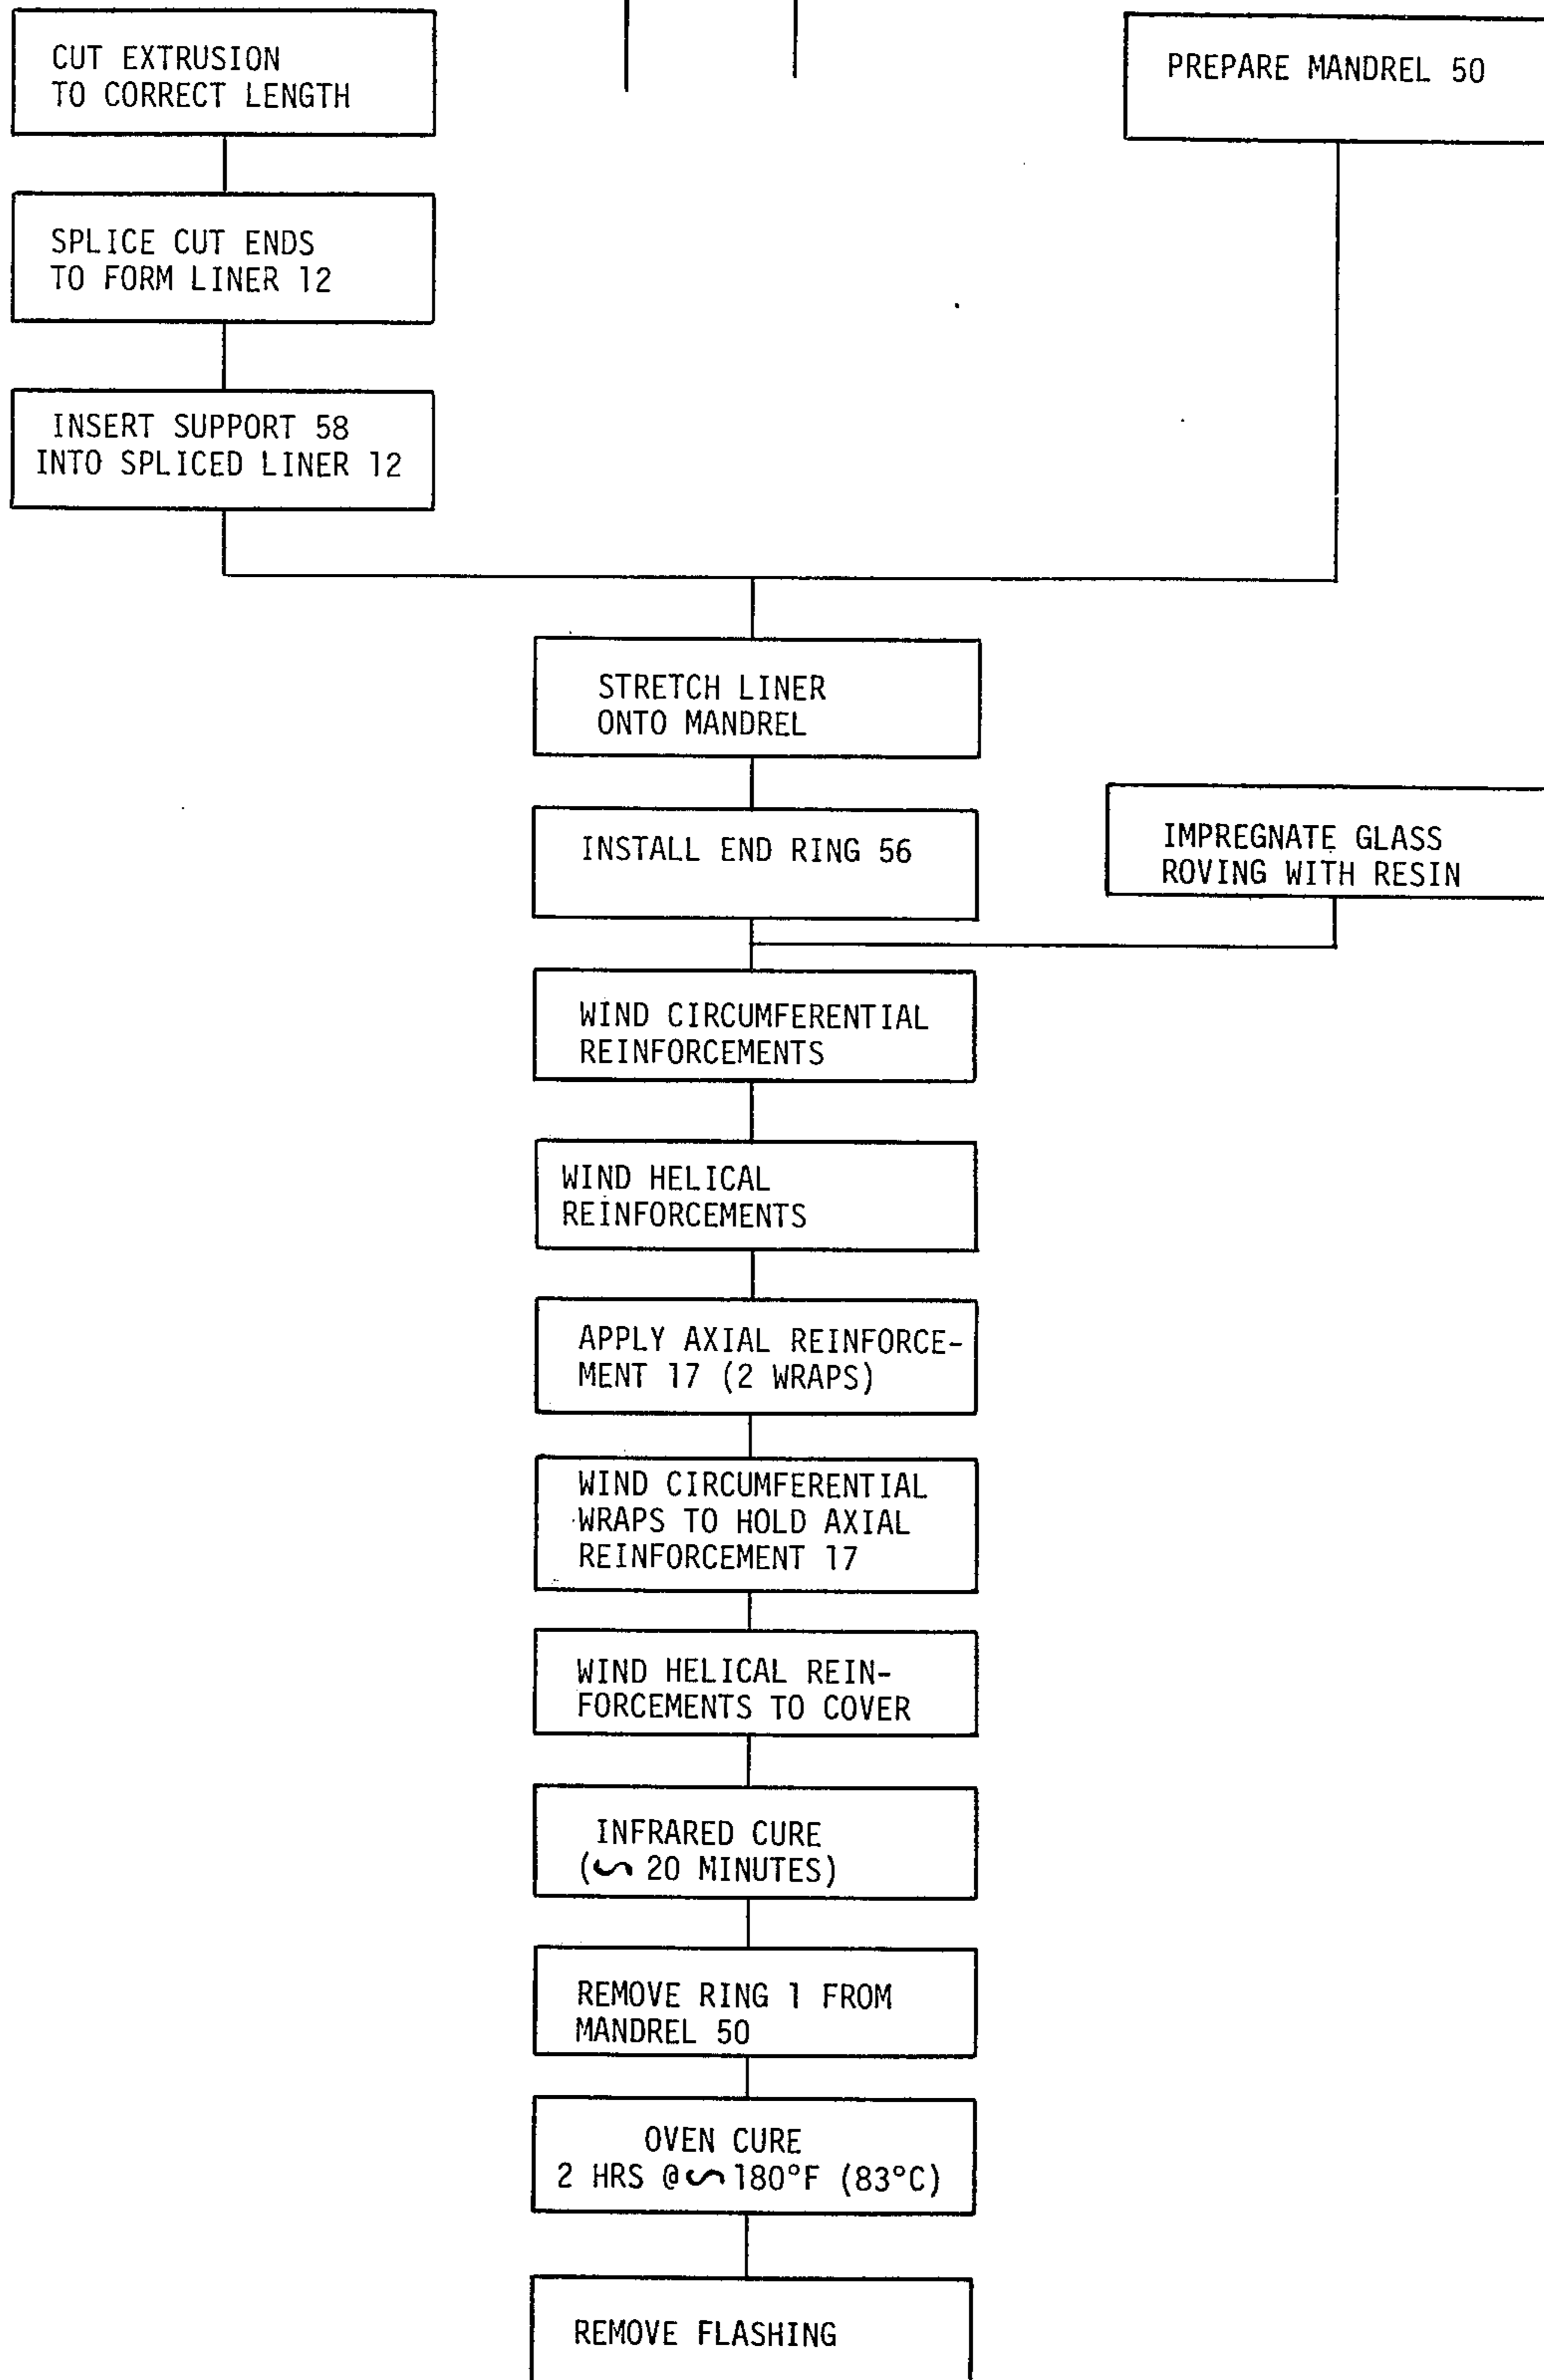 CUT EXTRUSION
TO CORRECT LENGTH
PREPARE MANDREL 50
SPLICE CUT ENDS
TO FORM LINER 12
INSERT SUPPORT 58
INTO SPLICED LINER 12
STRETCH LINER
ONTO MANDREL
INSTALL END RING 56
IMPREGNATE GLASS
ROVING WITH RESIN
WIND CIRCUMFERENTIAL
REINFORCEMENTS
WIND HELICAL
REINFORCEMENTS
APPLY AXIAL REINFORCE-
MENT 17 (2 WRAPS)
WIND CIRCUMFERENTIAL
WRAPS TO HOLD AXIAL
REINFORCEMENT 17
WIND HELICAL REIN-
FORCEMENTS TO COVER
INFRARED CURE
(∽ 20 MINUTES)
REMOVE RING 1 FROM
MANDREL 50
OVEN CURE
2 HRS @∽180°F (83°C)
REMOVE FLASHING